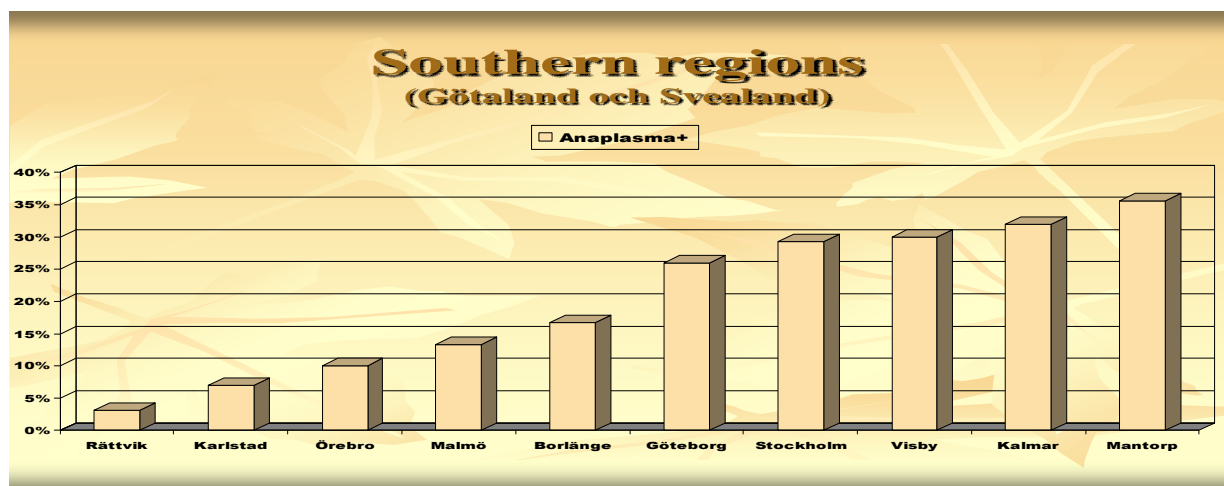 Southern regions
(Götaland och Svealand)
Anaplasma+
40%
35%
30%
25%
20%
15%
10%
5%
0%
Rättvik Karlstad Örebro Malmö Borlänge Göteborg Stockholm Visby Kalmar Mantorp